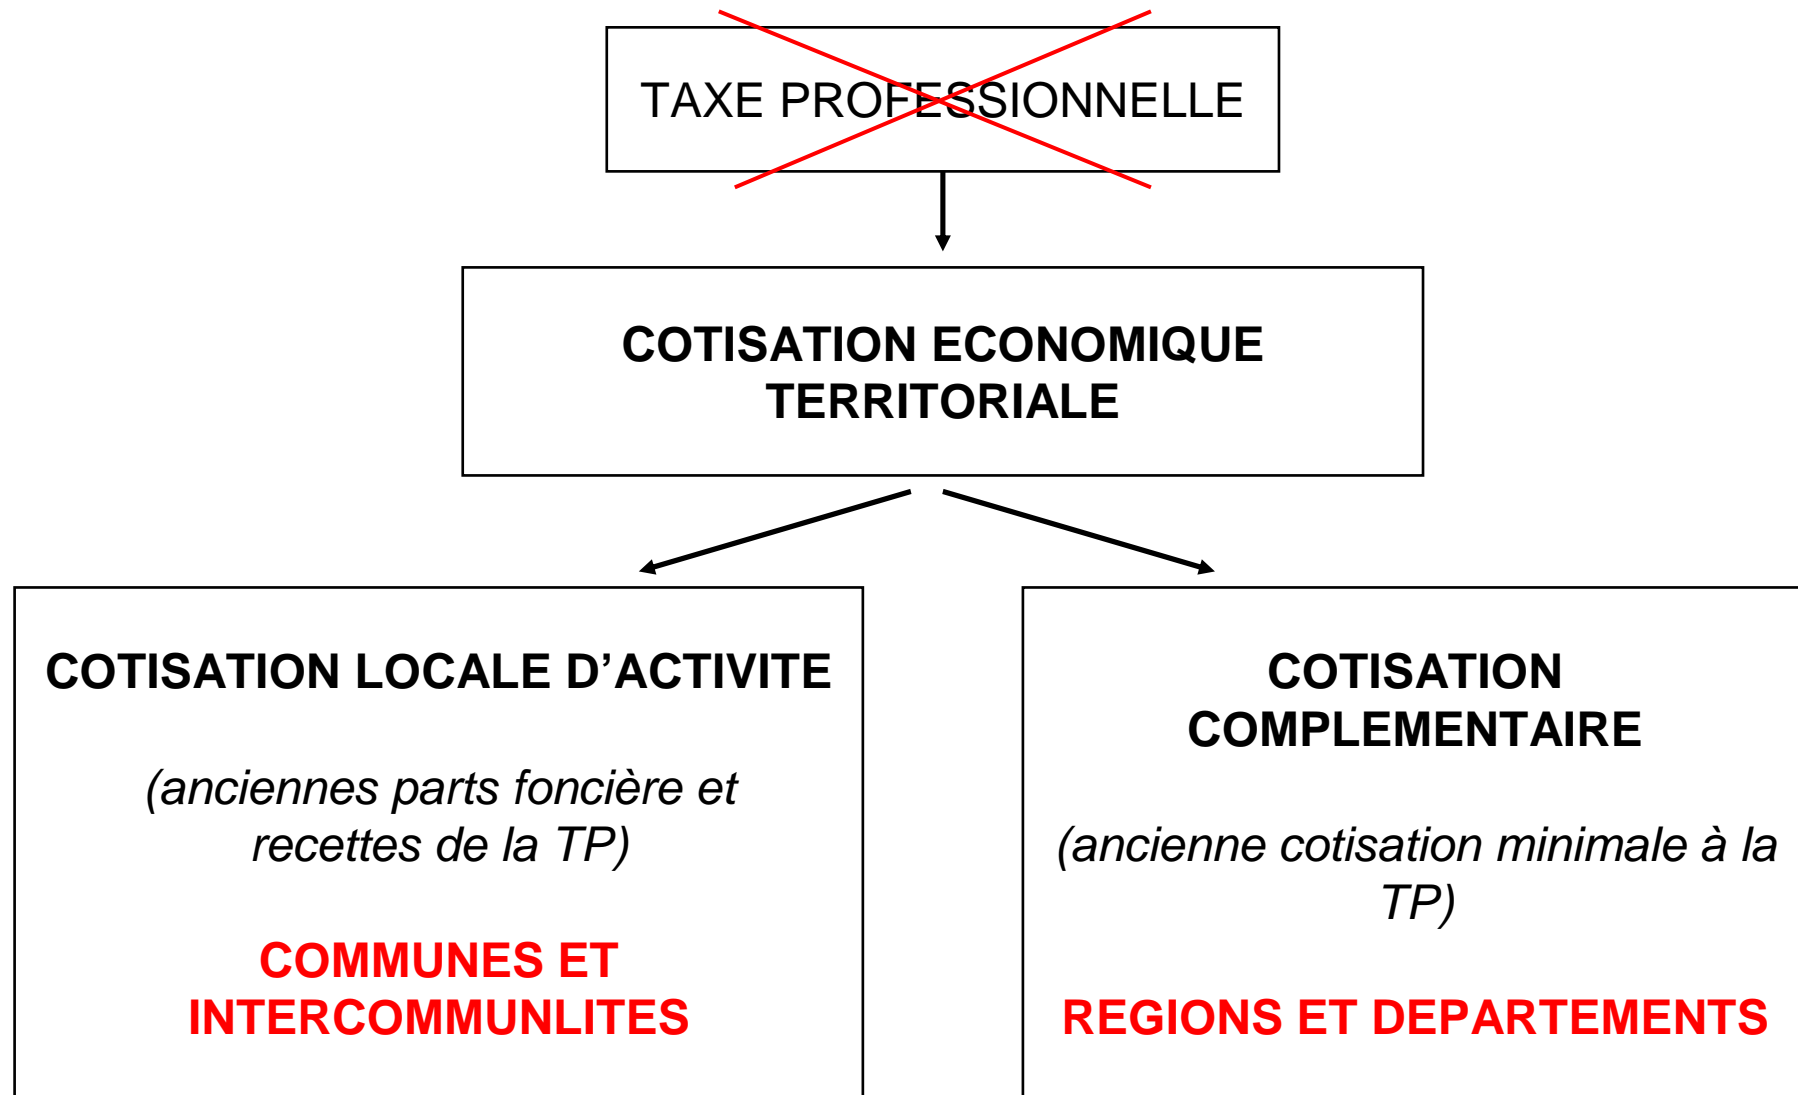 TAXE PROFESSIONNELLE
COTISATION ECONOMIQUE
TERRITORIALE
COTISATION LOCALE D’ACTIVITE
(anciennes parts foncière et
recettes de la TP)
COMMUNES ET
INTERCOMMUNLITES
COTISATION
COMPLEMENTAIRE
(ancienne cotisation minimale à la
TP)
REGIONS ET DEPARTEMENTS